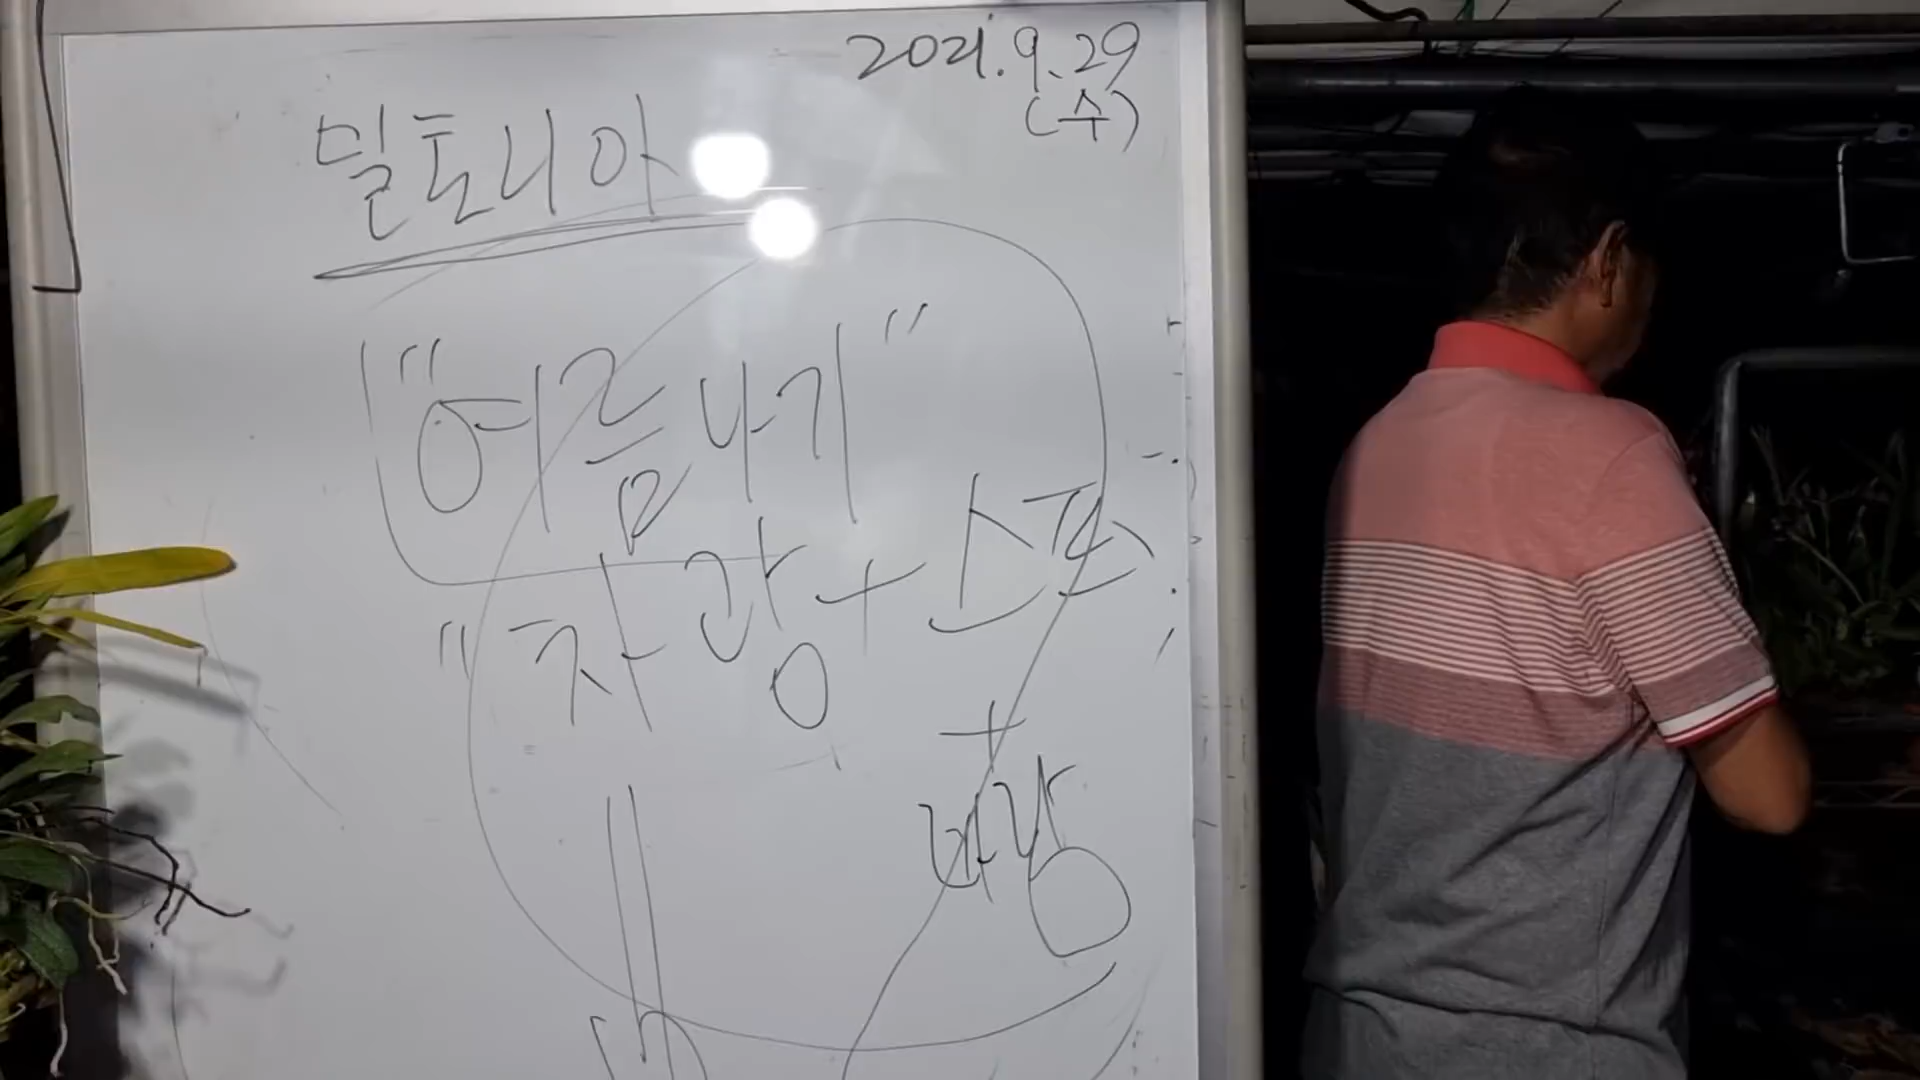 2021.9.29
(수)
밀토니아
"여름나기"
"차광 + 스프
+
바람